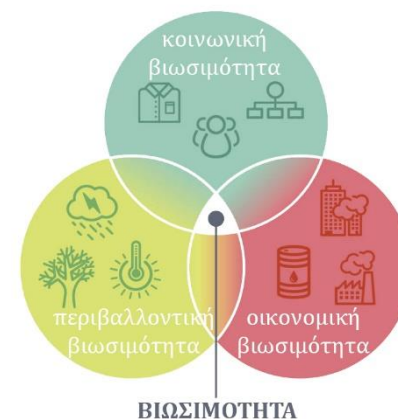 κοινωνική
βιωσιμότητα
περιβαλλοντική
βιωσιμότητα
οικονομική
βιωσιμότητα
ΒΙΩΣΙΜΟΤΗΤΑ